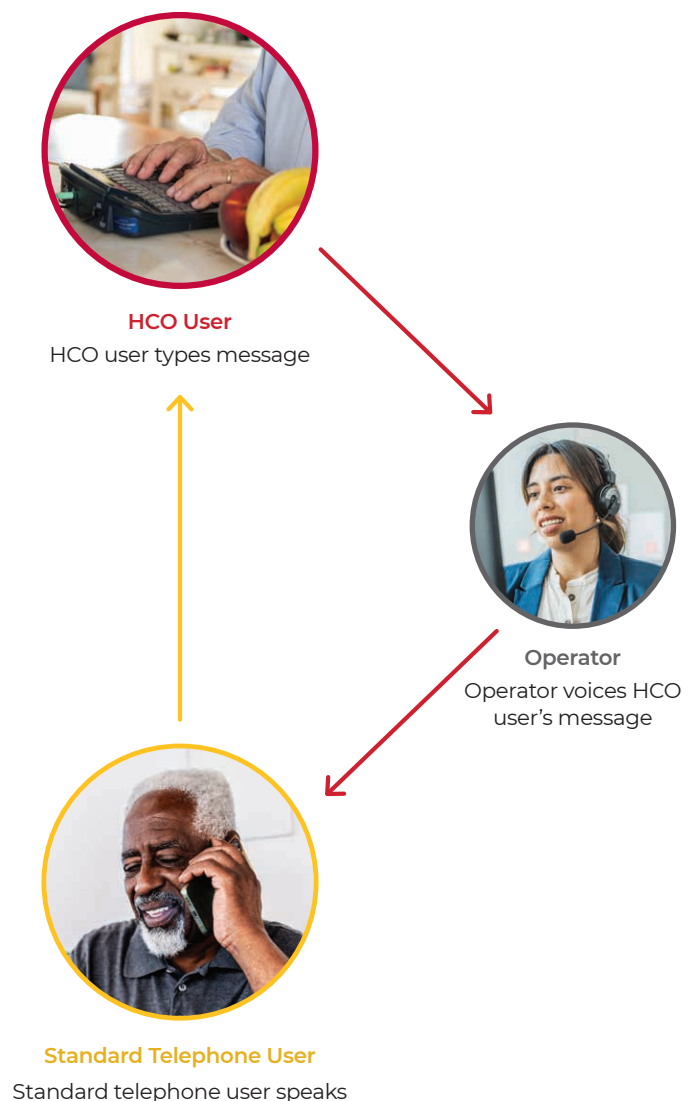 HCO User
HCO user types message
Operator
Operator voices HCO
user’s message
Standard Telephone User
Standard telephone user speaks